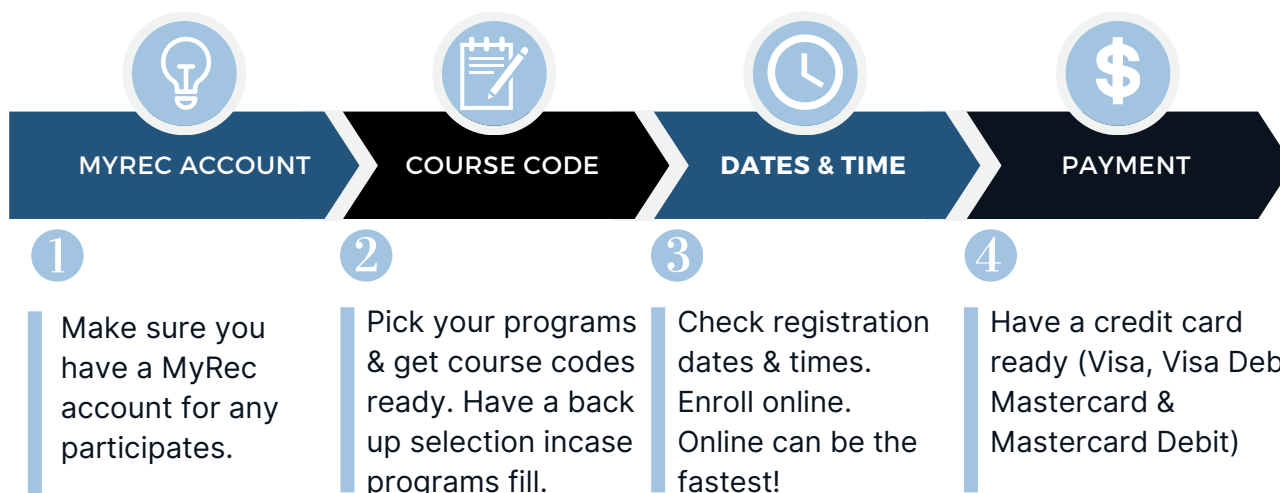 MYREC ACCOUNT
COURSE CODE
DATES & TIME
PAYMENT
1
Make sure you
have a MyRec
account for any
participates.
2
Pick your programs
& get course codes
ready. Have a back
up selection incase
programs fill.
3
Check registration
dates & times.
Enroll online.
Online can be the
fastest!
4
Have a credit card
ready (Visa, Visa Deb
Mastercard &
Mastercard Debit)